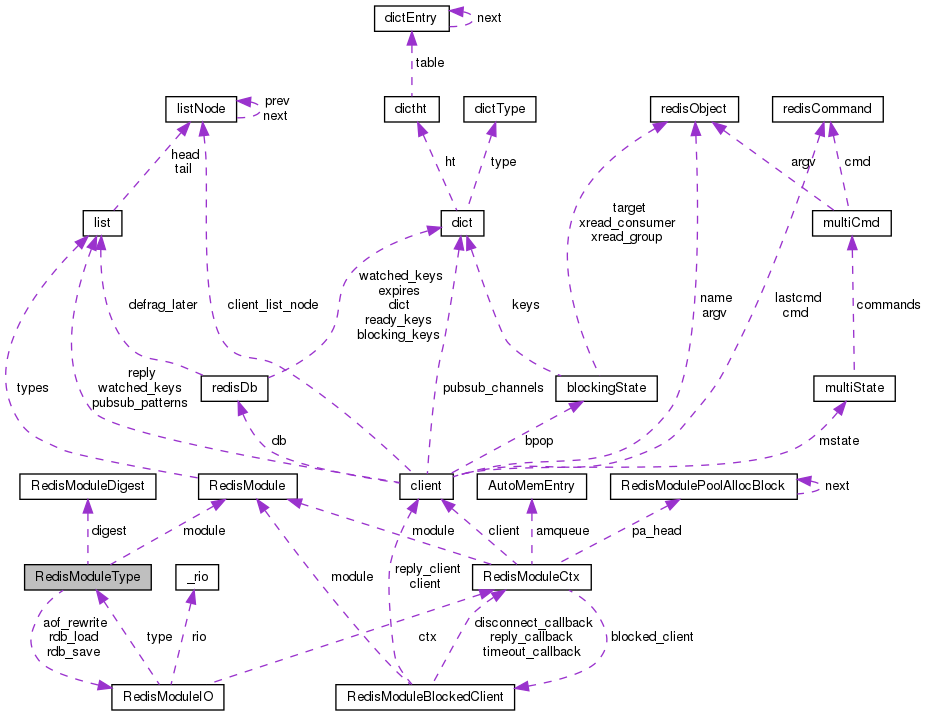 dictEntry
next
table
listNode
prev
next
dictht
dictType
redisObject
redisCommand
head
tail
ht
type
argv
cmd
list
dict
multiCmd
target
xread_consumer
xread_group
defrag_later
client_list_node
watched_keys
expires
dict
ready_keys
blocking_keys
keys
name
argv
lastcmd
cmd
commands
types
reply
watched_keys
pubsub_patterns
redisDb
pubsub_channels
blockingState
multiState
db
bpop
mstate
RedisModuleDigest
RedisModule
client
AutoMemEntry
RedisModulePoolAllocBlock
next
digest
module
module
client
amqueue
pa_head
RedisModuleType
_rio
module
reply_client
client
RedisModuleCtx
aof_rewrite
rdb_load
rdb_save
type
rio
ctx
disconnect_callback
reply_callback
timeout_callback
blocked_client
RedisModuleIO
RedisModuleBlockedClient